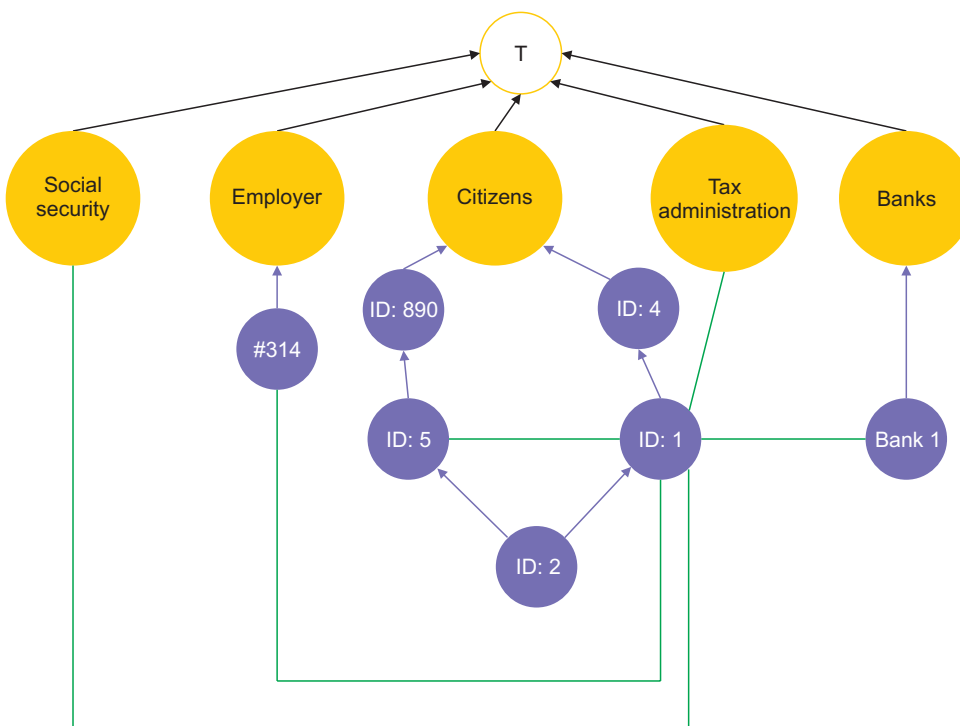 T
Social
security
Employer
Citizens
Tax
administration
Banks
ID: 890
ID: 4
#314
ID: 5
ID: 1
Bank 1
ID: 2